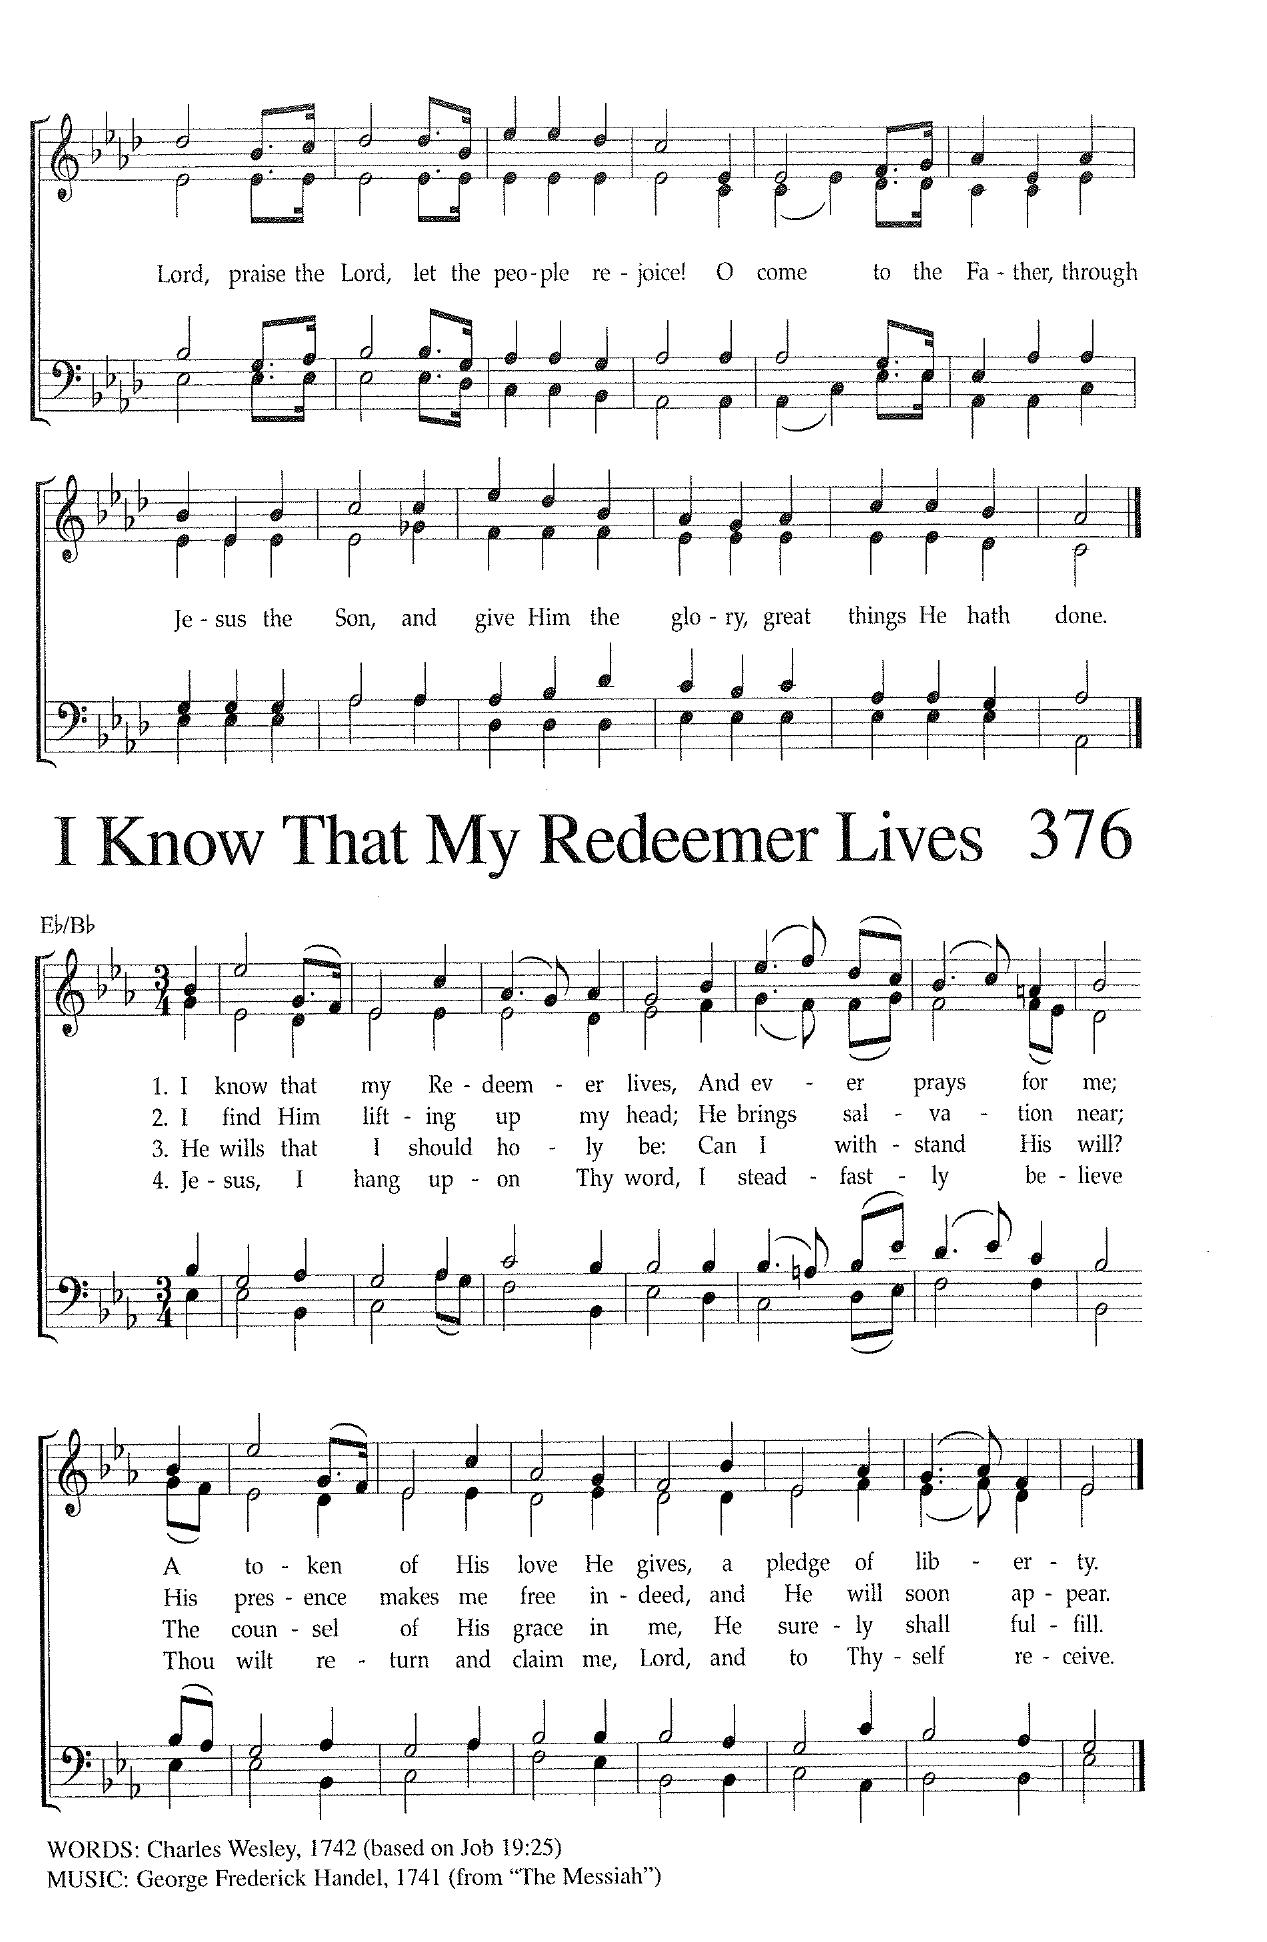 Lord, praise the Lord, let the peo - ple re - joice! O come to the Fa - ther, through
Je - sus the Son, and give Him the glo - ry, great things He hath done.
I Know That My Redeemer Lives 376
E♭/B♭
1. I know that my Re - deem - er lives, And ev - er prays for me;
2. I find Him lift - ing up my head; He brings sal - va - tion near;
3. He wills that I should ho - ly be: Can I with - stand His will?
4. Je - sus, I hang up - on Thy word, I stead - fast - ly be - lieve
A to - ken of His love He gives, a pledge of lib - er - ty.
His pres - ence makes me free in - deed, and He will soon ap - pear.
The coun - sel of His grace in me, He sure - ly shall ful - fill.
Thou wilt re - turn and claim me, Lord, and to Thy - self re - ceive.
WORDS: Charles Wesley, 1742 (based on Job 19:25)
MUSIC: George Frederick Handel, 1741 (from “The Messiah”)